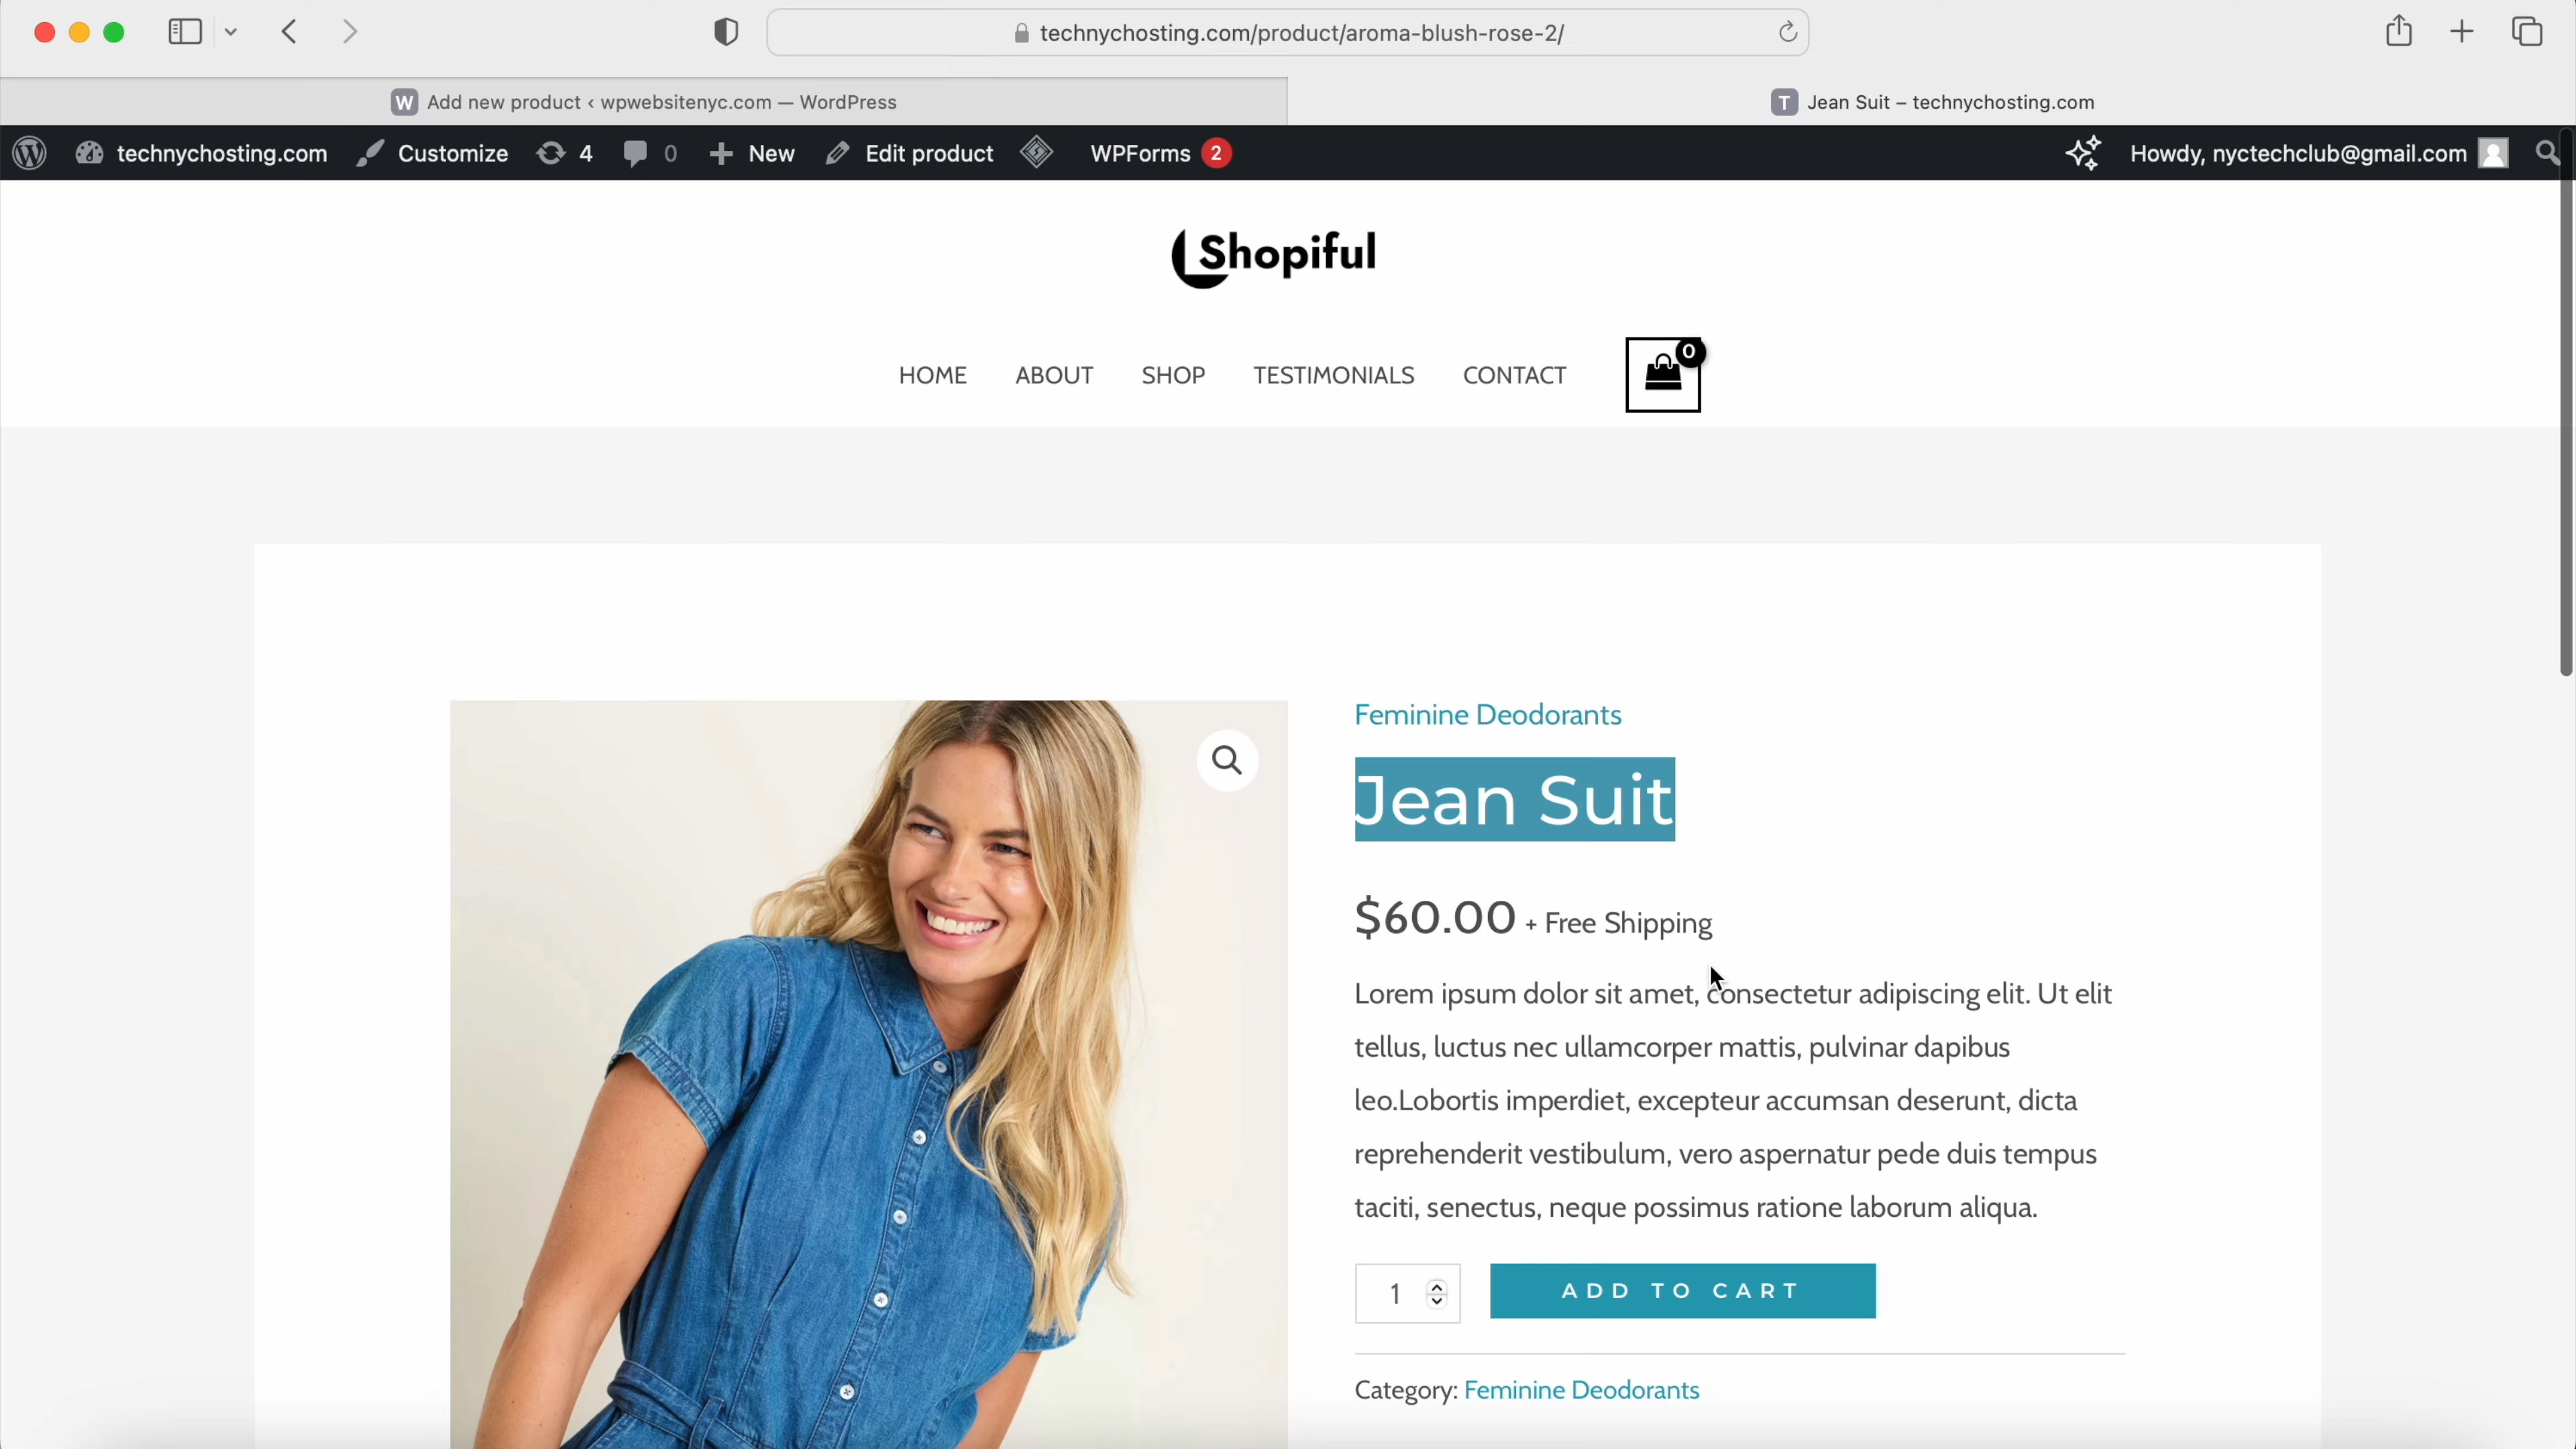 technychosting.com/product/aroma-blush-rose-2/
W Add new product ‹ wpwebsitenyc.com — WordPress
T Jean Suit – technychosting.com
technychosting.com Customize 4 0 New Edit product WPForms 2 Howdy, nyctechclub@gmail.com
Shopiful
HOME ABOUT SHOP TESTIMONIALS CONTACT 0
Feminine Deodorants
Jean Suit
$60.00 + Free Shipping
Lorem ipsum dolor sit amet, consectetur adipiscing elit. Ut elit
tellus, luctus nec ullamcorper mattis, pulvinar dapibus
leo.Lobortis imperdiet, excepteur accumsan deserunt, dicta
reprehenderit vestibulum, vero aspernatur pede duis tempus
taciti, senectus, neque possimus ratione laborum aliqua.
1 ADD TO CART
Category: Feminine Deodorants